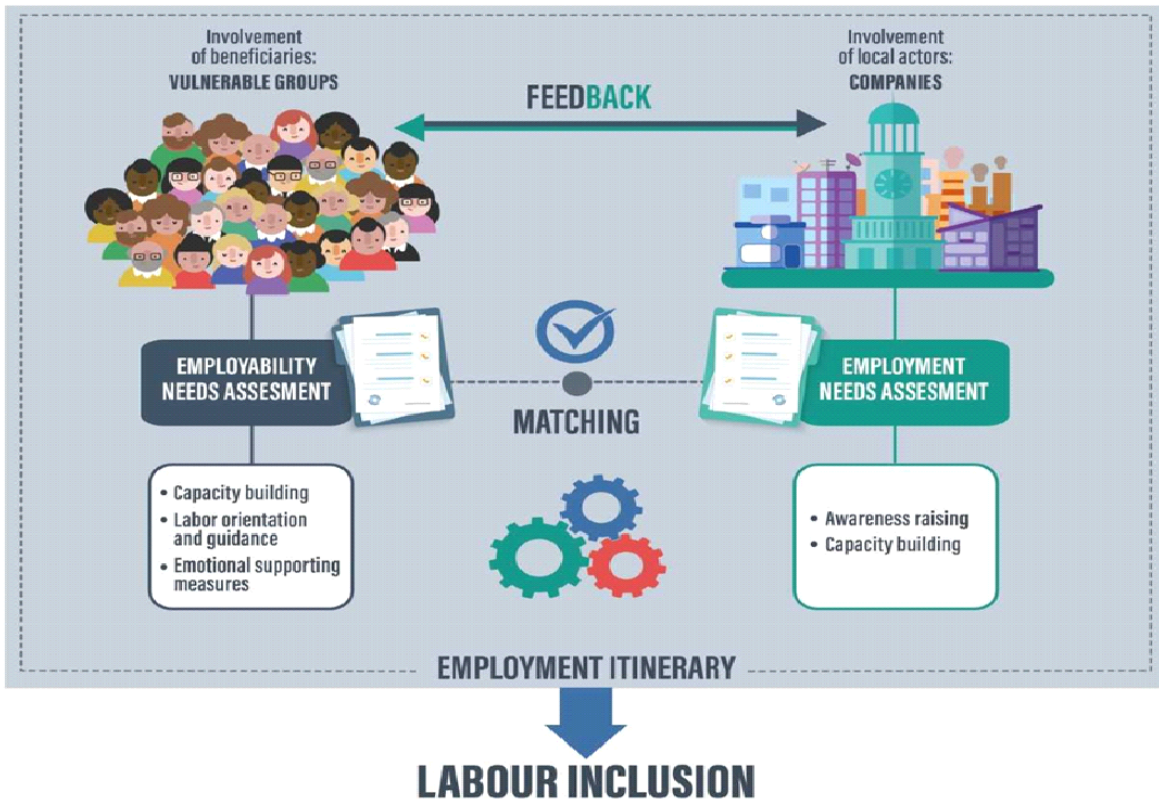 Involvement
of beneficiaries:
VULNERABLE GROUPS
Involvement
of local actors:
COMPANIES
FEEDBACK
EMPLOYABILITY
NEEDS ASSESMENT
MATCHING
EMPLOYMENT
NEEDS ASSESMENT
• Capacity building
• Labor orientation
and guidance
• Emotional supporting
measures
• Awareness raising
• Capacity building
EMPLOYMENT ITINERARY
LABOUR INCLUSION